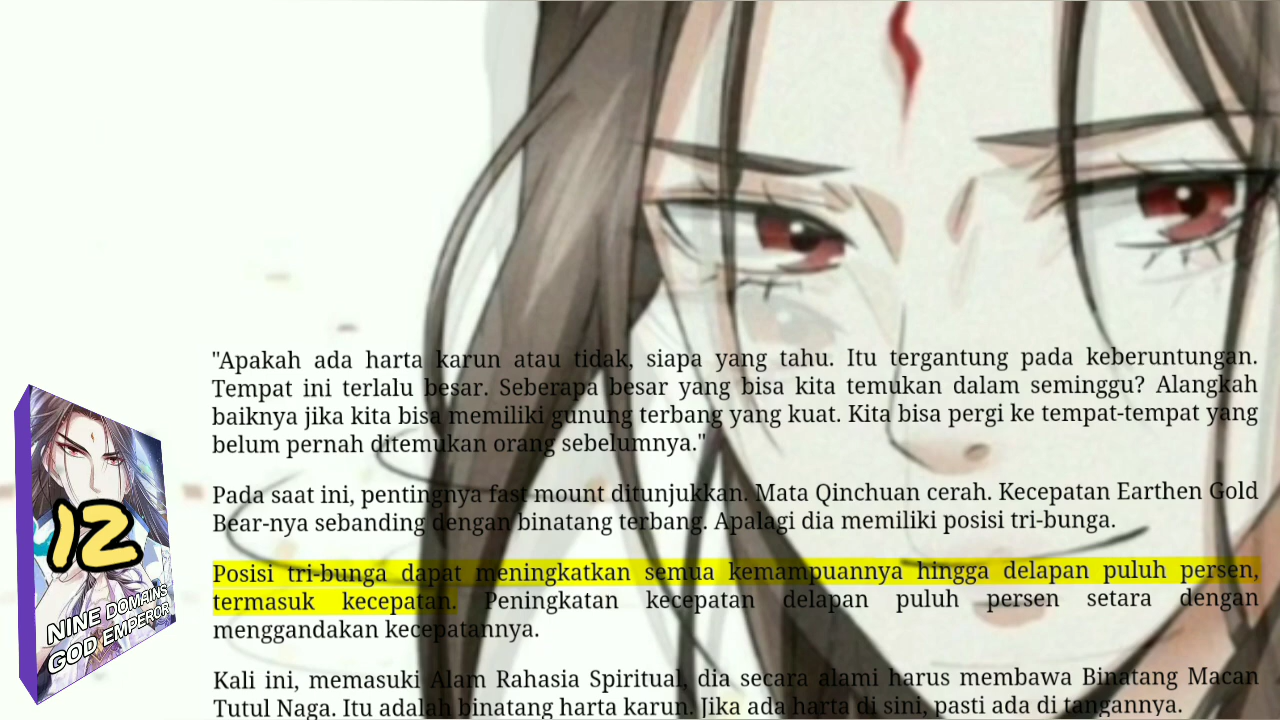 "Apakah ada harta karun atau tidak, siapa yang tahu. Itu tergantung pada keberuntungan.
Tempat ini terlalu besar. Seberapa besar yang bisa kita temukan dalam seminggu? Alangkah
baiknya jika kita bisa memiliki gunung terbang yang kuat. Kita bisa pergi ke tempat-tempat yang
belum pernah ditemukan orang sebelumnya."
Pada saat ini, pentingnya fast mount ditunjukkan. Mata Qinchuan cerah. Kecepatan Earthen Gold
Bear-nya sebanding dengan binatang terbang. Apalagi dia memiliki posisi tri-bunga.
Posisi tri-bunga dapat meningkatkan semua kemampuannya hingga delapan puluh persen,
termasuk kecepatan. Peningkatan kecepatan delapan puluh persen setara dengan
menggandakan kecepatannya.
Kali ini, memasuki Alam Rahasia Spiritual, dia secara alami harus membawa Binatang Macan
Tutul Naga. Itu adalah binatang harta karun. Jika ada harta di sini, pasti ada di tangannya.
12
NINE DOMAINS
GOD EMPEROR